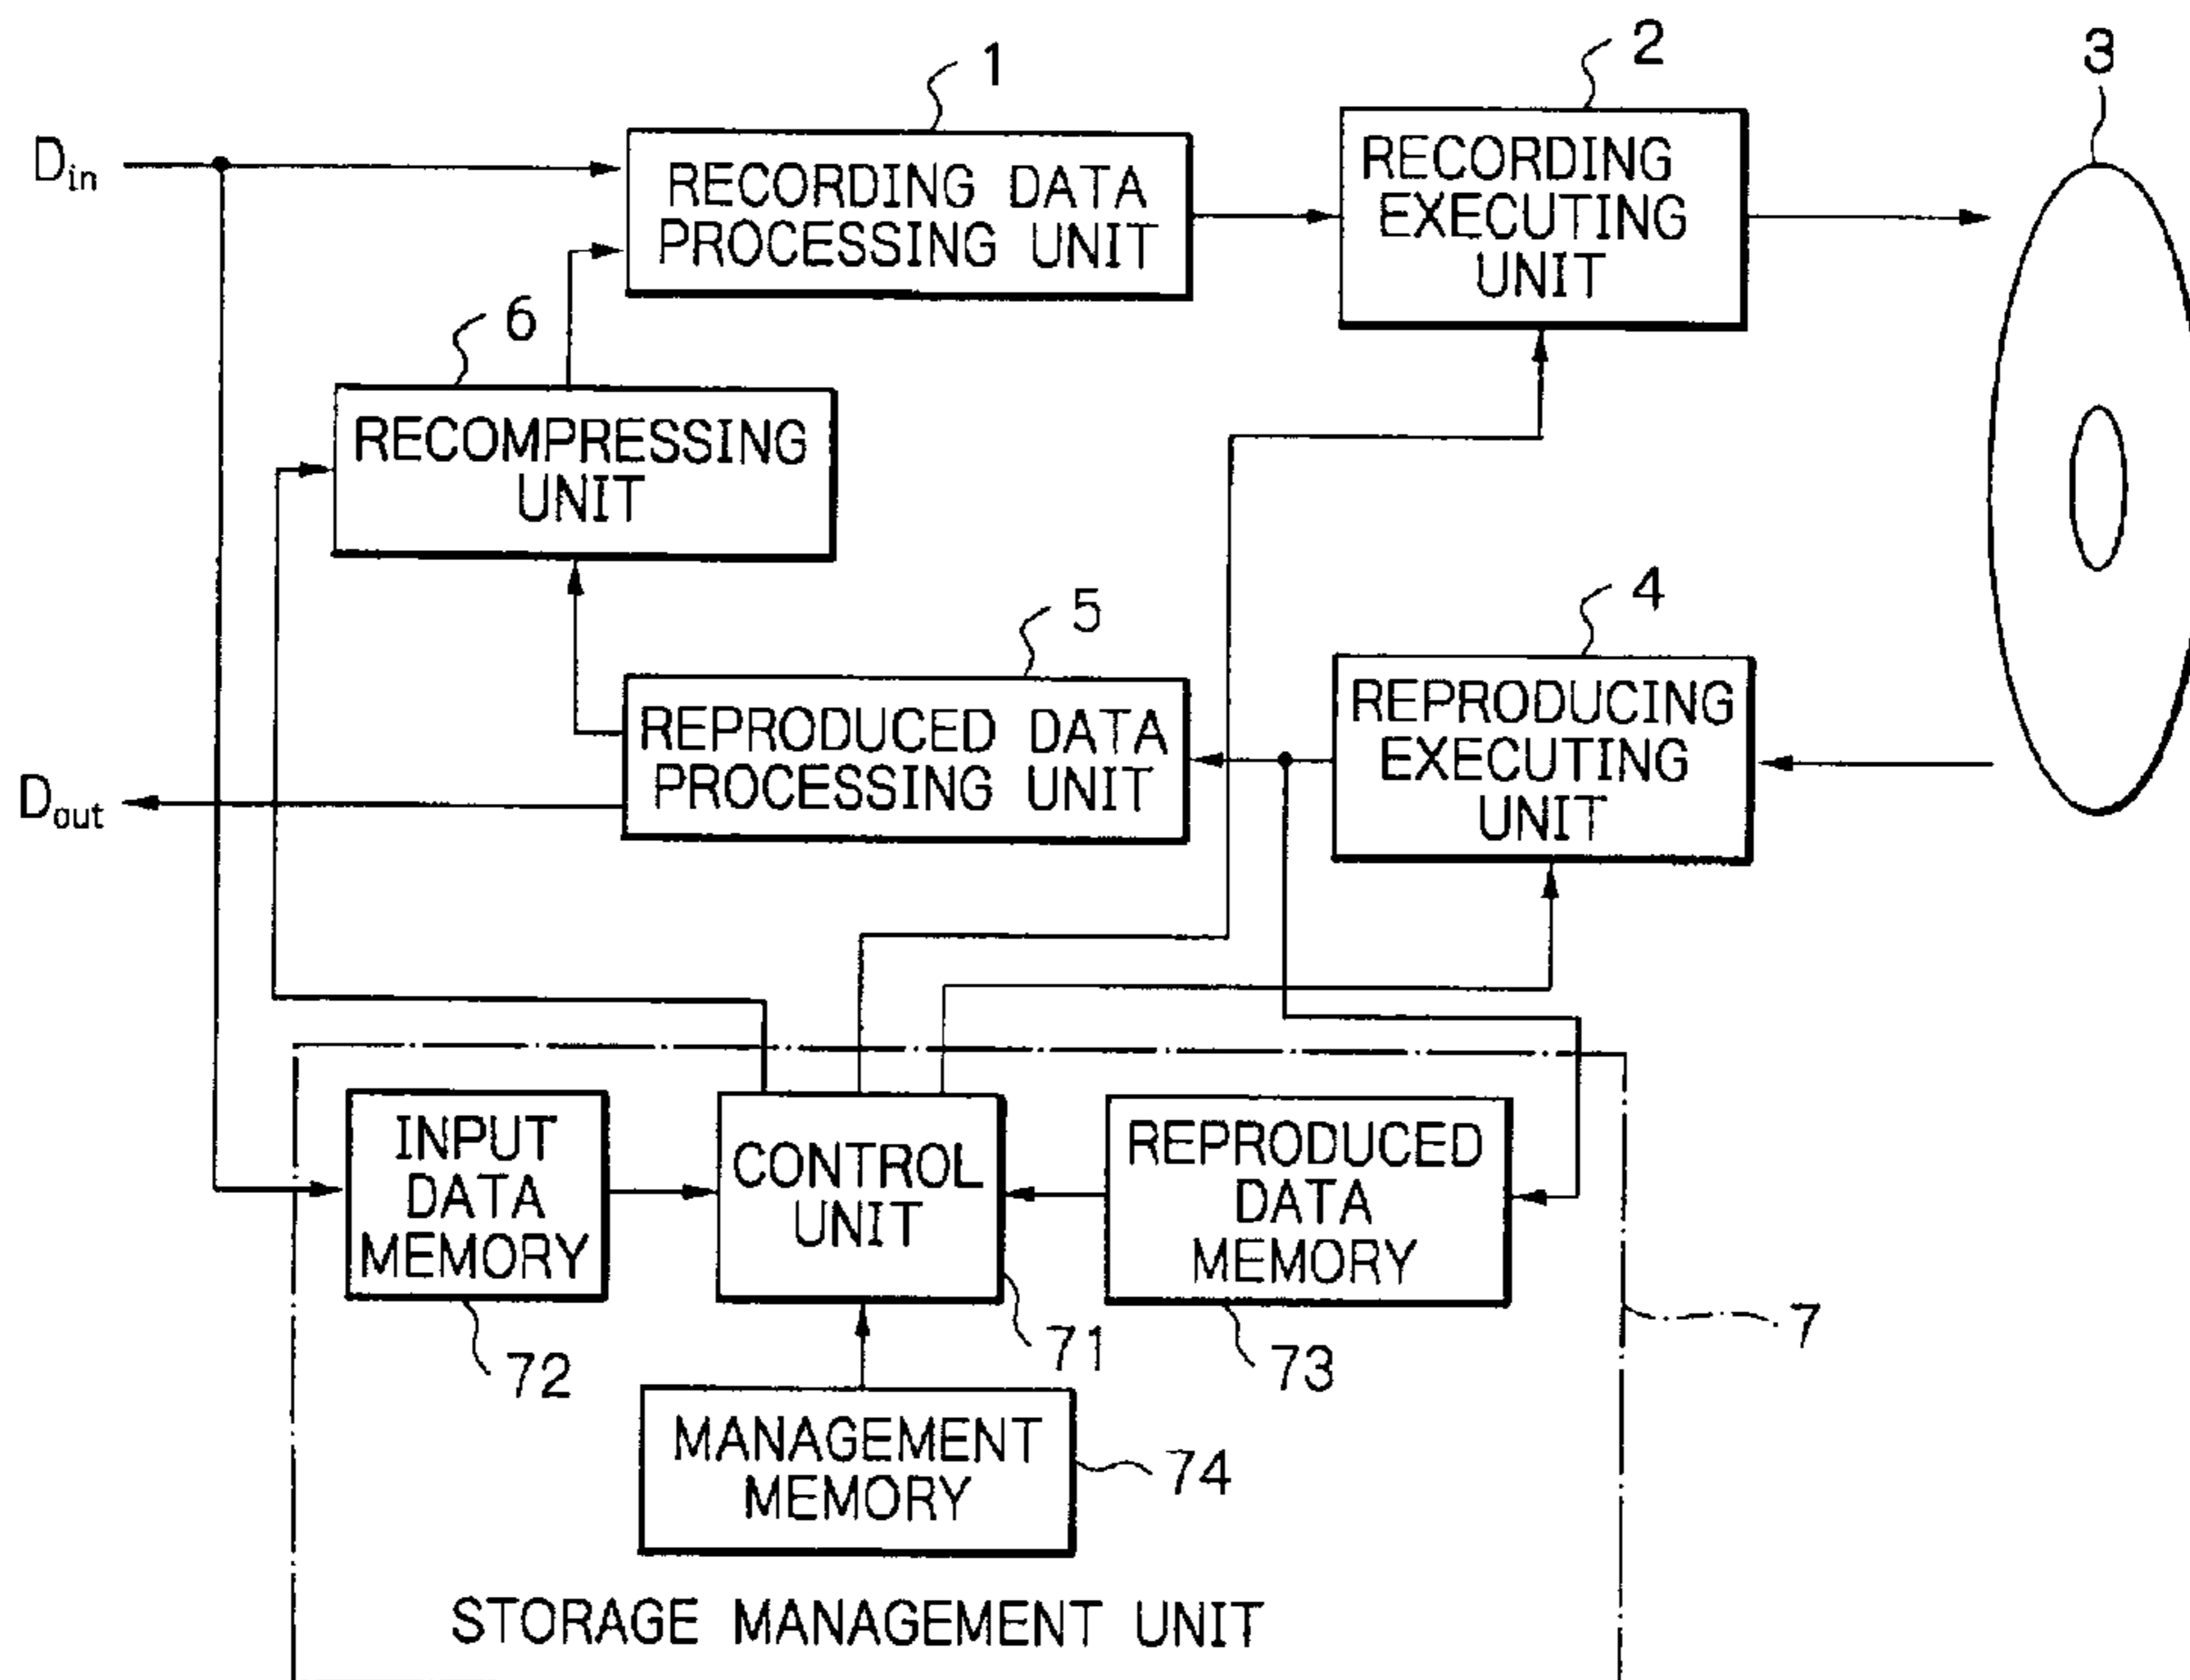 1
2
3
D_in
RECORDING DATA
PROCESSING UNIT
RECORDING
EXECUTING
UNIT
6
RECOMPRESSING
UNIT
5
4
REPRODUCED DATA
PROCESSING UNIT
REPRODUCING
EXECUTING
UNIT
D_out
INPUT
DATA
MEMORY
CONTROL
UNIT
REPRODUCED
DATA
MEMORY
72
71
73
7
MANAGEMENT
MEMORY
74
STORAGE MANAGEMENT UNIT